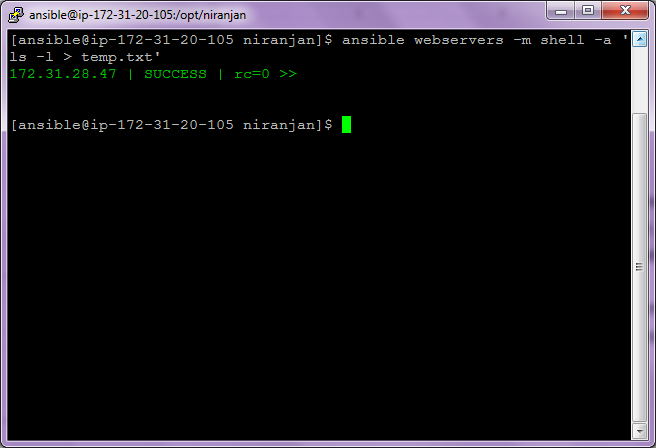 ansible@ip-172-31-20-105:/opt/niranjan
[ansible@ip-172-31-20-105 niranjan]$ ansible webservers -m shell -a '
ls -l > temp.txt'
172.31.28.47 | SUCCESS | rc=0 >>
[ansible@ip-172-31-20-105 niranjan]$